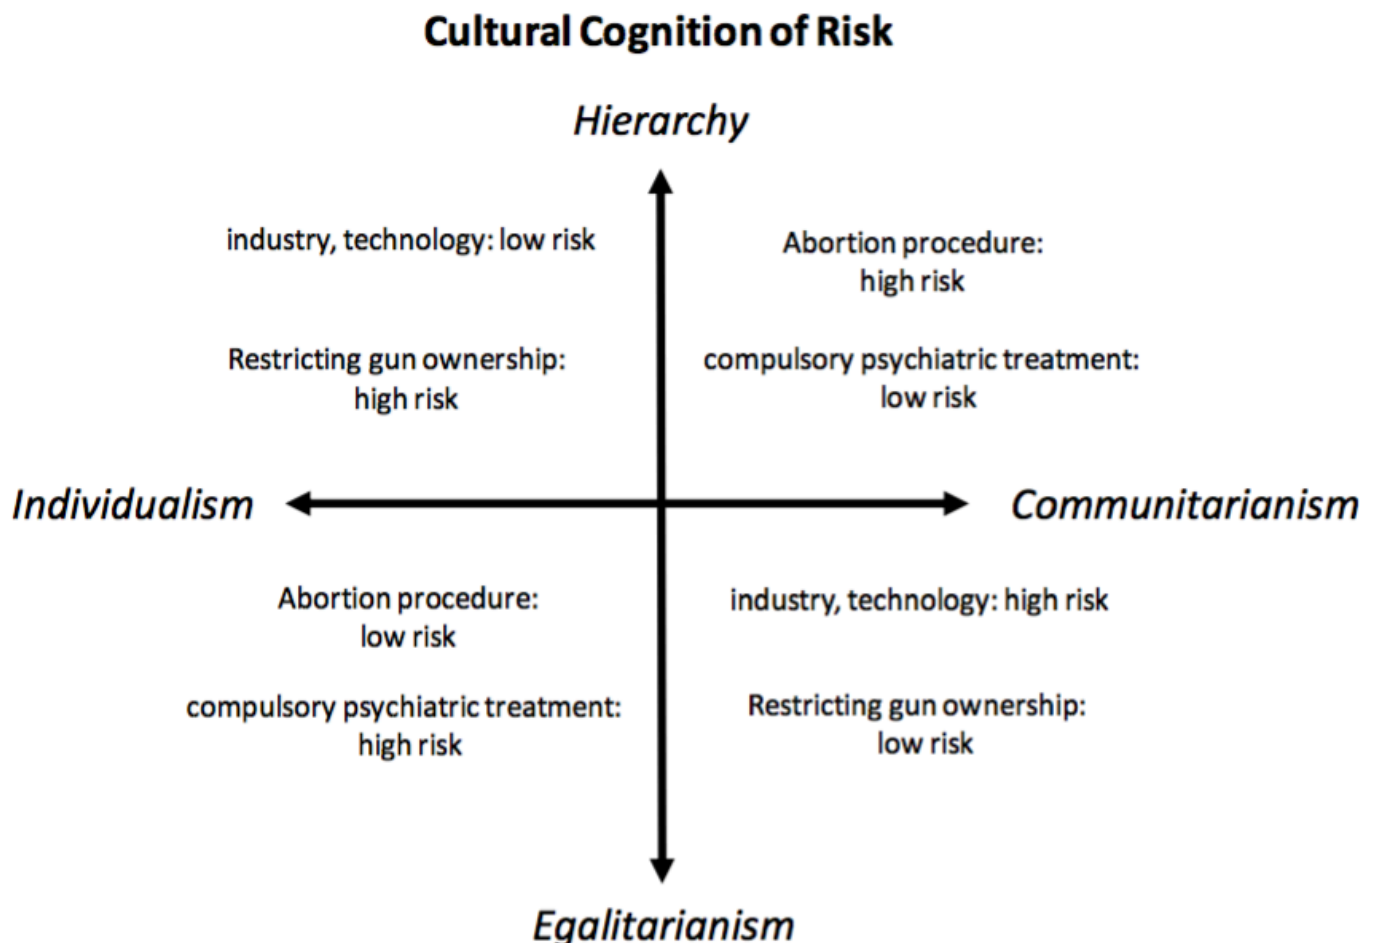 Cultural Cognition of Risk
Hierarchy
industry, technology: low risk
Abortion procedure:
high risk
Restricting gun ownership:
high risk
compulsory psychiatric treatment:
low risk
Individualism
Communitarianism
Abortion procedure:
low risk
industry, technology: high risk
compulsory psychiatric treatment:
high risk
Restricting gun ownership:
low risk
Egalitarianism